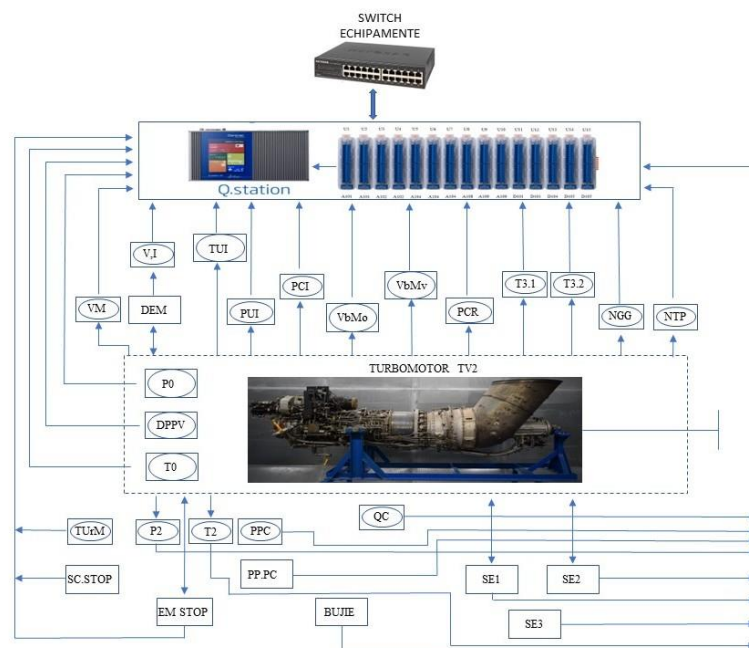 SWITCH
ECHIPAMENTE
Q.station
V,I
TUI
VM
DEM
PUI
PCI
VbMo
VbMv
PCR
T3.1
T3.2
NGG
NTP
TURBOMOTOR TV2
P0
DPPV
T0
TUrM
P2
T2
PPC
QC
SC.STOP
PP.PC
SE1
SE2
EM STOP
BUJIE
SE3